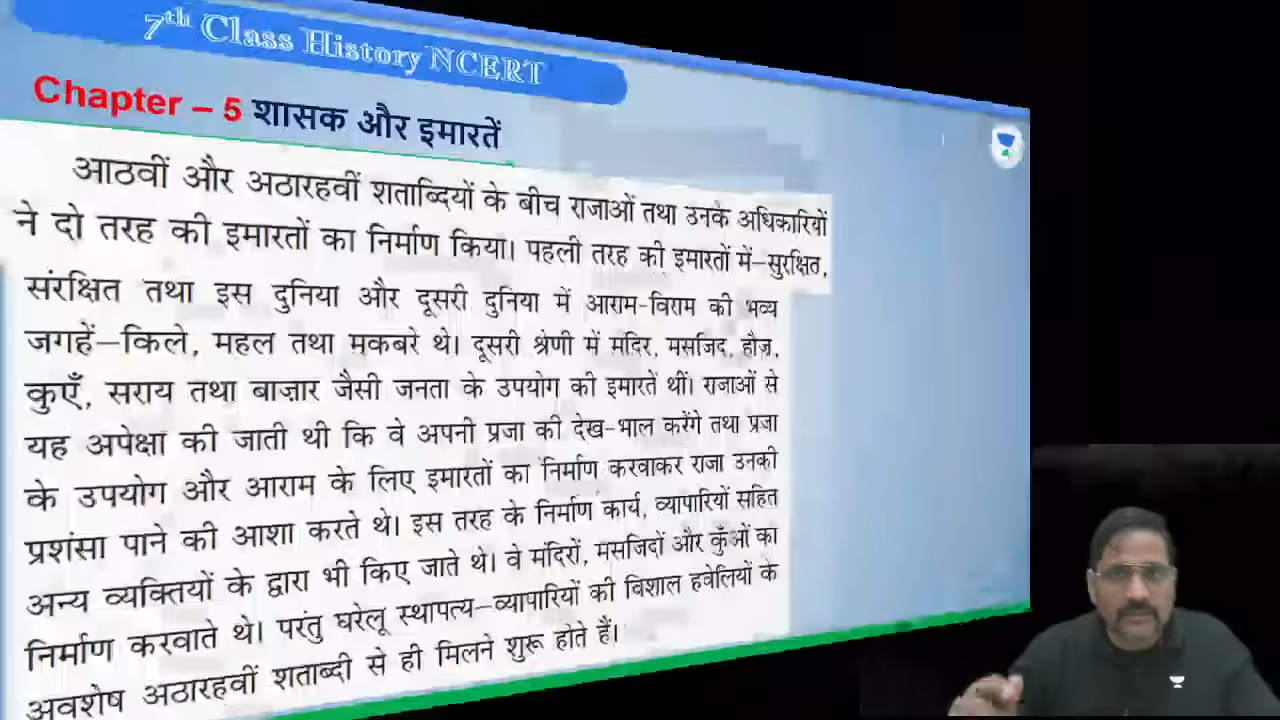 7th Class History NCERT
Chapter – 5 शासक और इमारतें
आठवीं और अठारहवीं शताब्दियों के बीच राजाओं तथा उनके अधिकारियों
ने दो तरह की इमारतों का निर्माण किया। पहली तरह की इमारतों में–सुरक्षित,
संरक्षित तथा इस दुनिया और दूसरी दुनिया में आराम-विराम की भव्य
जगहें–किले, महल तथा मकबरे थे। दूसरी श्रेणी में मंदिर, मसजिद, हौज़,
कुएँ, सराय तथा बाज़ार जैसी जनता के उपयोग की इमारतें थीं। राजाओं से
यह अपेक्षा की जाती थी कि वे अपनी प्रजा की देख-भाल करेंगे तथा प्रजा
के उपयोग और आराम के लिए इमारतों का निर्माण करवाकर राजा उनकी
प्रशंसा पाने की आशा करते थे। इस तरह के निर्माण कार्य, व्यापारियों सहित
अन्य व्यक्तियों के द्वारा भी किए जाते थे। वे मंदिरों, मसजिदों और कुँओं का
निर्माण करवाते थे। परंतु घरेलू स्थापत्य–व्यापारियों की विशाल हवेलियों के
अवशेष अठारहवीं शताब्दी से ही मिलने शुरू होते हैं।